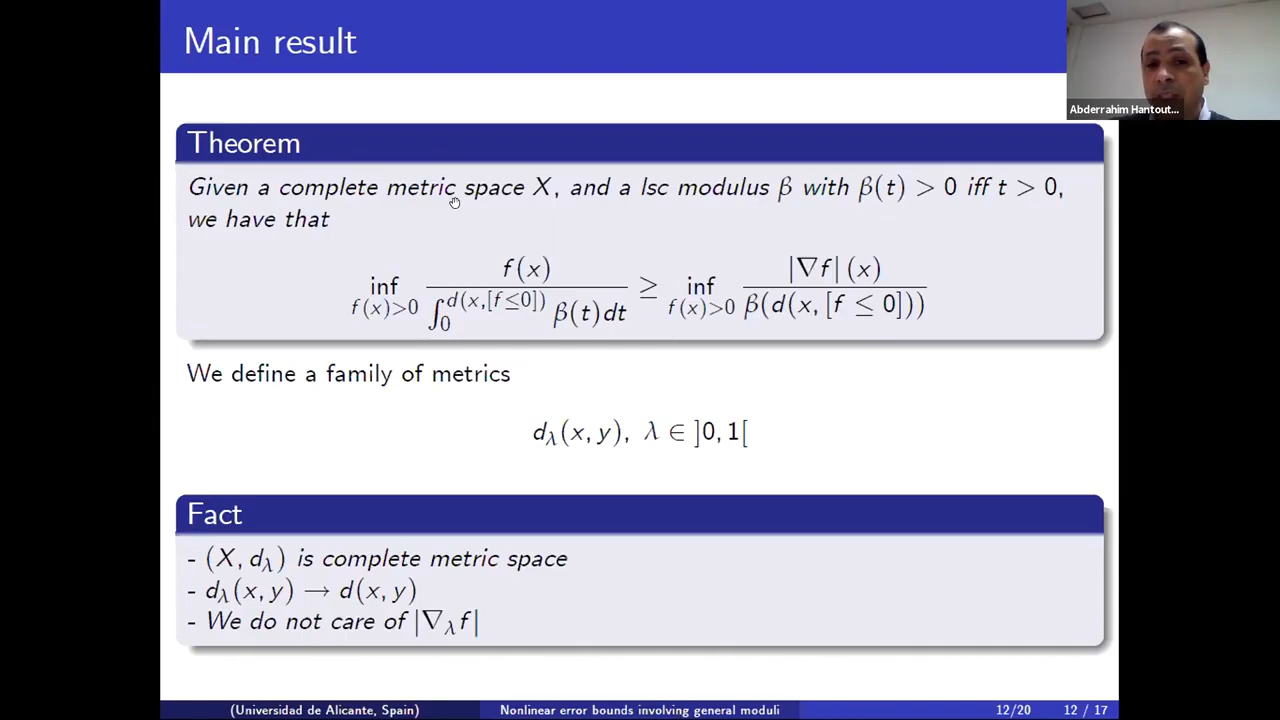 Main result
Abderrahim Hantout...
Theorem
Given a complete metric space X, and a lsc modulus β with β(t) > 0 iff t > 0,
we have that
inf_{f(x)>0} f(x) / ∫_0^{d(x,[f≤0])} β(t)dt ≥ inf_{f(x)>0} |∇f| (x) / β(d(x, [f ≤ 0]))
We define a family of metrics
d_λ(x, y), λ ∈ ]0, 1[
Fact
- (X, d_λ) is complete metric space
- d_λ(x, y) → d(x, y)
- We do not care of |∇_λ f|
(Universidad de Alicante, Spain) Nonlinear error bounds involving general moduli 12/20 12 / 17